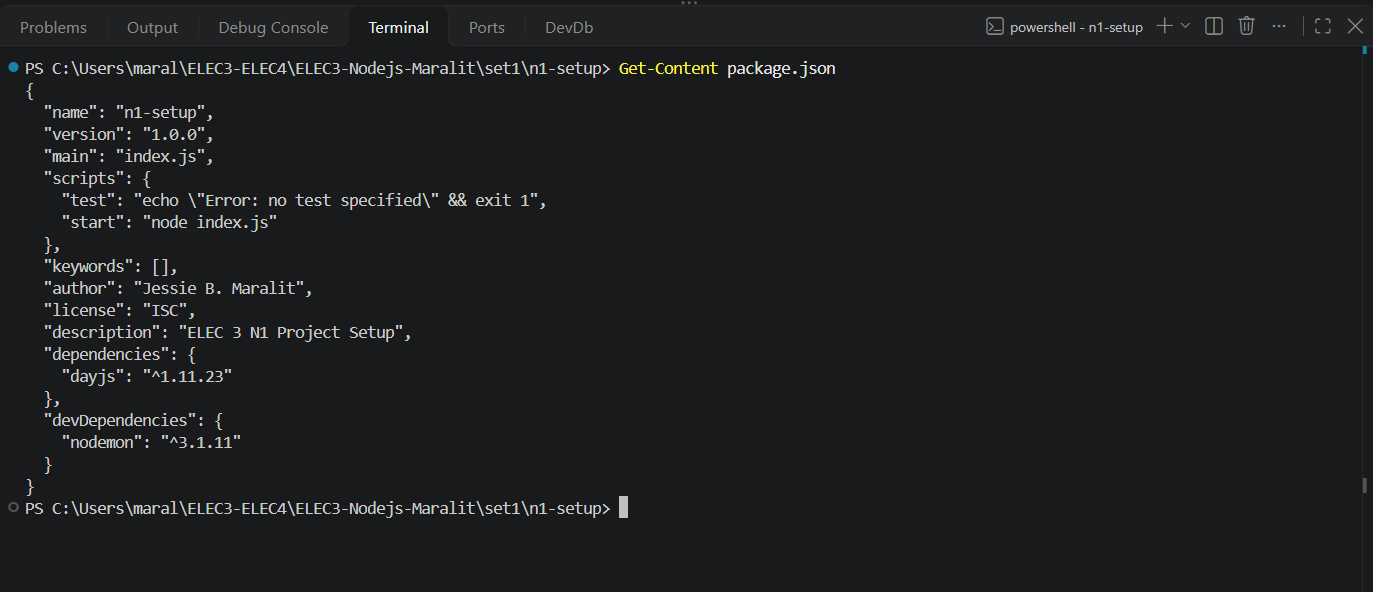 Problems Output Debug Console Terminal Ports DevDb powershell - n1-setup
PS C:\Users\maral\ELEC3-ELEC4\ELEC3-Nodejs-Maralit\set1\n1-setup> Get-Content package.json
{
  "name": "n1-setup",
  "version": "1.0.0",
  "main": "index.js",
  "scripts": {
    "test": "echo \"Error: no test specified\" && exit 1",
    "start": "node index.js"
  },
  "keywords": [],
  "author": "Jessie B. Maralit",
  "license": "ISC",
  "description": "ELEC 3 N1 Project Setup",
  "dependencies": {
    "dayjs": "^1.11.23"
  },
  "devDependencies": {
    "nodemon": "^3.1.11"
  }
}
PS C:\Users\maral\ELEC3-ELEC4\ELEC3-Nodejs-Maralit\set1\n1-setup>